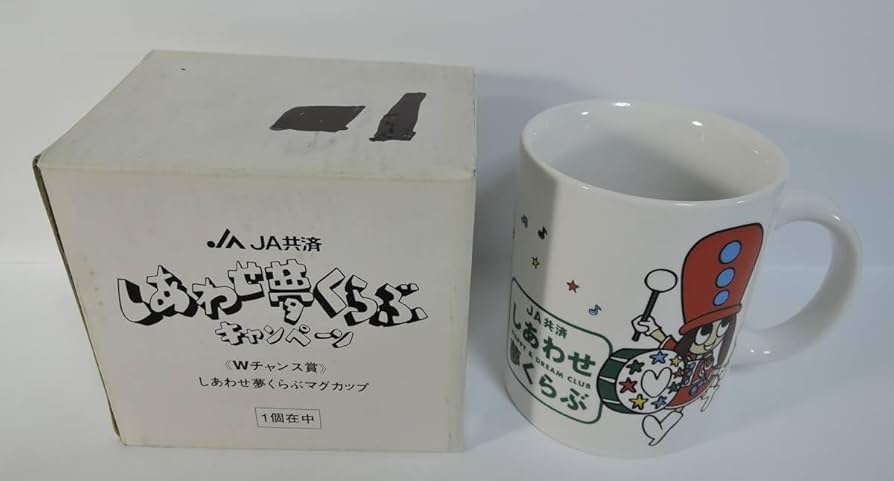 JA JA共済
しあわせ夢くらぶ
キャンペーン
《Wチャンス賞》
しあわせ夢くらぶマグカップ
1個在中
JA共済
しあわせ
HAPPY & DREAM CLUB
夢くらぶ